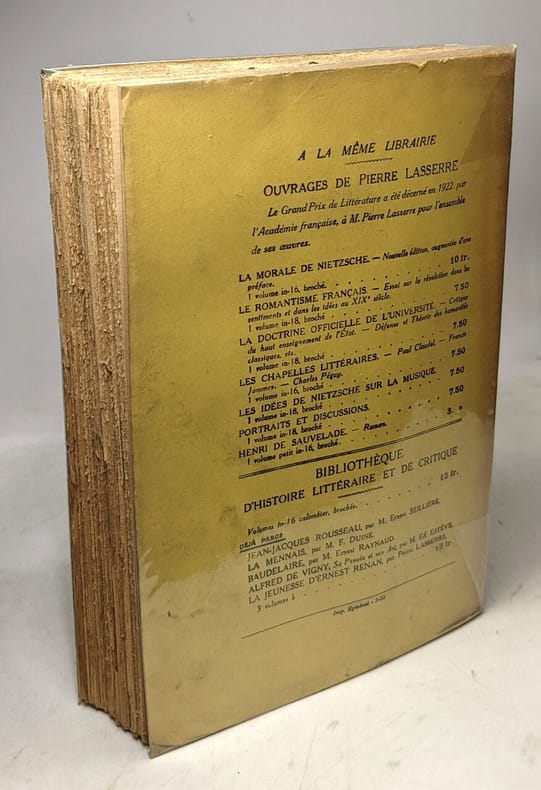 A LA MÊME LIBRAIRIE
OUVRAGES DE PIERRE LASSERRE
Le Grand Prix de Littérature a été décerné en 1922 par
l'Académie française, à M. Pierre Lasserre pour l'ensemble
de ses œuvres.
LA MORALE DE NIETZSCHE. — Nouvelle édition, augmentée d'une
préface.
1 volume in-16, broché. . . . . . . . . 10 fr.
LE ROMANTISME FRANÇAIS — Essai sur la révolution dans les
sentiments et dans les idées au XIXe siècle.
1 volume in-18, broché . . . . . . . . . 7.50
LA DOCTRINE OFFICIELLE DE L'UNIVERSITÉ. — Critique
du haut enseignement de l'État. — Défense et Théorie des humanités
classiques, etc.
1 volume in-18, broché . . . . . . . . . 7.50
LES CHAPELLES LITTÉRAIRES. — Paul Claudel. — Francis
Jammes. — Charles Péguy.
1 volume in-16, broché . . . . . . . . . 7.50
LES IDÉES DE NIETZSCHE SUR LA MUSIQUE.
1 volume in-18, broché . . . . . . . . . 7.50
PORTRAITS ET DISCUSSIONS.
1 volume in-18, broché . . . . . . . . . 7.50
HENRI DE SAUVELADE. — Roman.
1 volume petit in-16, broché . . . . . . . . . 3. »
BIBLIOTHÈQUE
D'HISTOIRE LITTÉRAIRE ET DE CRITIQUE
Volumes in-16 colombier, brochés. . . . . . . . . 12 fr.
DÉJÀ PARUS
JEAN-JACQUES ROUSSEAU, par M. Ernest SEILLIÈRE.
LA MENNAIS, par M. F. DUINE.
BAUDELAIRE, par M. Ernest RAYNAUD.
ALFRED DE VIGNY, Sa Pensée et son Art, par M. Ed. ESTÈVE.
LA JEUNESSE D'ERNEST RENAN, par Pierre LASSERRE.
3 volumes à . . . . . . . . . 15 fr.